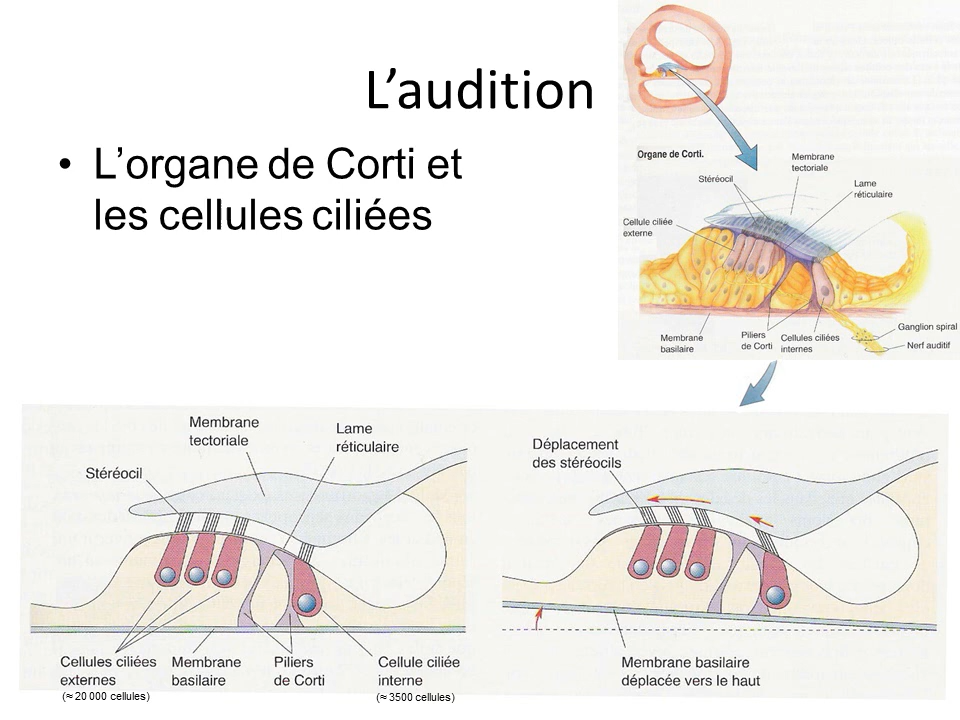 L’audition
• L’organe de Corti et
les cellules ciliées
Organe de Corti.
Membrane
tectoriale
Stéréocil
Lame
réticulaire
Cellule ciliée
externe
Membrane
basilaire
Piliers
de Corti
Cellules ciliées
internes
Ganglion spiral
Nerf auditif
Membrane
tectoriale
Lame
réticulaire
Stéréocil
Cellules ciliées
externes
(≈ 20 000 cellules)
Membrane
basilaire
Piliers
de Corti
Cellule ciliée
interne
(≈ 3500 cellules)
Déplacement
des stéréocils
Membrane basilaire
déplacée vers le haut